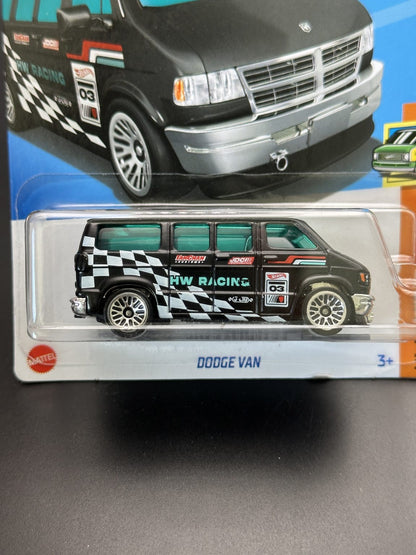 HW RACING
03
HW RACING
03
MATTEL
DODGE VAN
3+